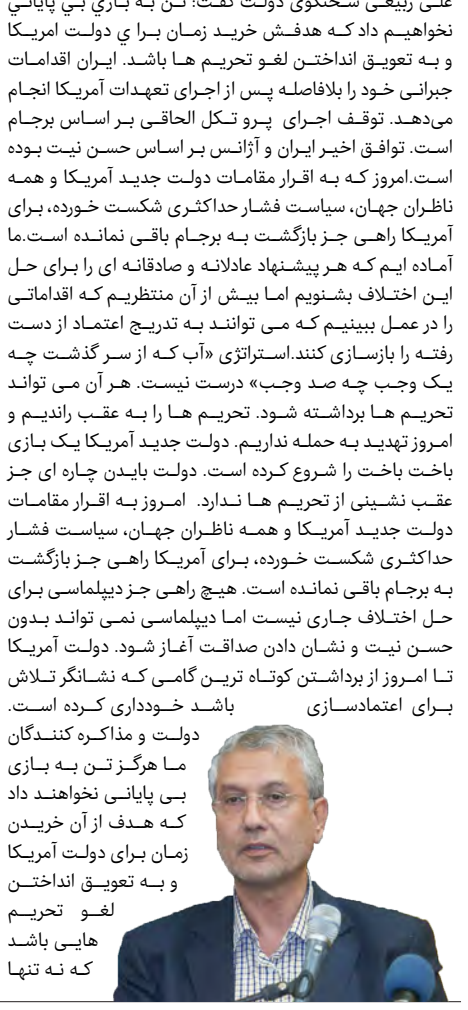 علی ربیعی سخنگوی دولت گفت: تن به بازي بي پاياني
نخواهیم داد که هدفش خرید زمان برا ي دولت امریکا
و به تعویق انداختن لغو تحریم ها باشد. ایران اقدامات
جبرانی خود را بلافاصله پس از اجرای تعهدات آمریکا انجام
می‌دهد. توقف اجرای پرو تکل الحاقی بر اساس برجام
است. توافق اخیر ایران و آژانس بر اساس حسن نیت بوده
است.امروز که به اقرار مقامات دولت جدید آمریکا و همه
ناظران جهان، سیاست فشار حداکثری شکست خورده، برای
آمریکا راهی جز بازگشت به برجام باقی نمانده است.ما
آماده ایم که هر پیشنهاد عادلانه و صادقانه ای را برای حل
این اختلاف بشنویم اما بیش از آن منتظریم که اقداماتی
را در عمل ببینیم که می توانند به تدریج اعتماد از دست
رفته را بازسازی کنند.استراتژی «آب که از سر گذشت چه
یک وجب چه صد وجب» درست نیست. هر آن می تواند
تحریم ها برداشته شود. تحریم ها را به عقب راندیم و
امروز تهدید به حمله نداریم. دولت جدید آمریکا یک بازی
باخت باخت را شروع کرده است. دولت بایدن چاره ای جز
عقب نشینی از تحریم ها ندارد. امروز به اقرار مقامات
دولت جدید آمریکا و همه ناظران جهان، سیاست فشار
حداکثری شکست خورده، برای آمریکا راهی جز بازگشت
به برجام باقی نمانده است. هیچ راهی جز دیپلماسی برای
حل اختلاف جاری نیست اما دیپلماسی نمی تواند بدون
حسن نیت و نشان دادن صداقت آغاز شود. دولت آمریکا
تا امروز از برداشتن کوتاه ترین گامی که نشانگر تلاش
برای اعتمادسازی باشد خودداری کرده است.
دولت و مذاکره کنندگان
ما هرگز تن به بازی
بی پایانی نخواهند داد
که هدف از آن خریدن
زمان برای دولت آمریکا
و به تعویق انداختن
لغو تحریم
هایی باشد
که نه تنها